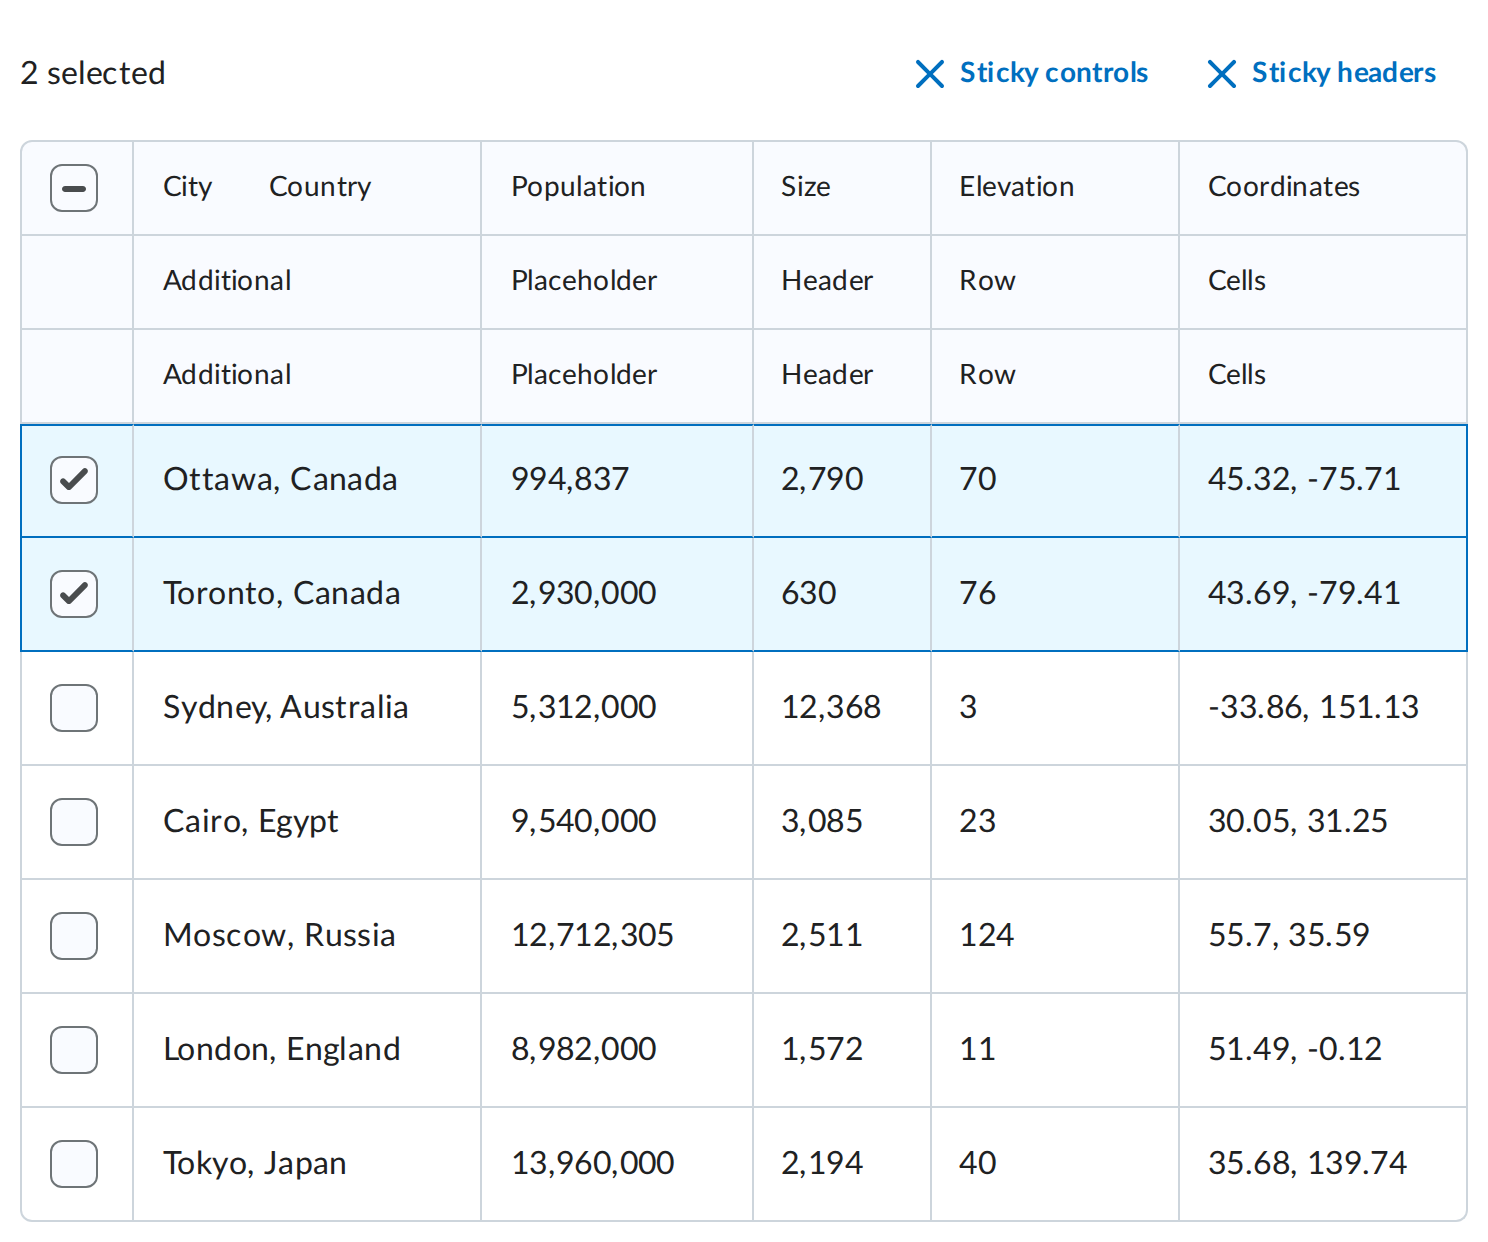 2 selected Sticky controls Sticky headers
City Country Population Size Elevation Coordinates
Additional Placeholder Header Row Cells
Additional Placeholder Header Row Cells
Ottawa, Canada 994,837 2,790 70 45.32, -75.71
Toronto, Canada 2,930,000 630 76 43.69, -79.41
Sydney, Australia 5,312,000 12,368 3 -33.86, 151.13
Cairo, Egypt 9,540,000 3,085 23 30.05, 31.25
Moscow, Russia 12,712,305 2,511 124 55.7, 35.59
London, England 8,982,000 1,572 11 51.49, -0.12
Tokyo, Japan 13,960,000 2,194 40 35.68, 139.74